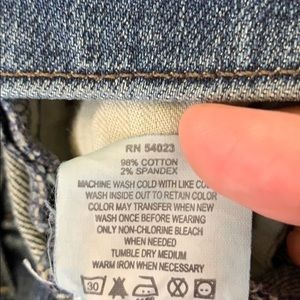 RN 54023
98% COTTON
2% SPANDEX
MACHINE WASH COLD WITH LIKE
WASH INSIDE OUT TO RETAIN COLOR
COLOR MAY TRANSFER WHEN NEW
WASH ONCE BEFORE WEARING
ONLY NON-CHLORINE BLEACH
WHEN NEEDED
TUMBLE DRY MEDIUM
WARM IRON WHEN NECESSARY
30